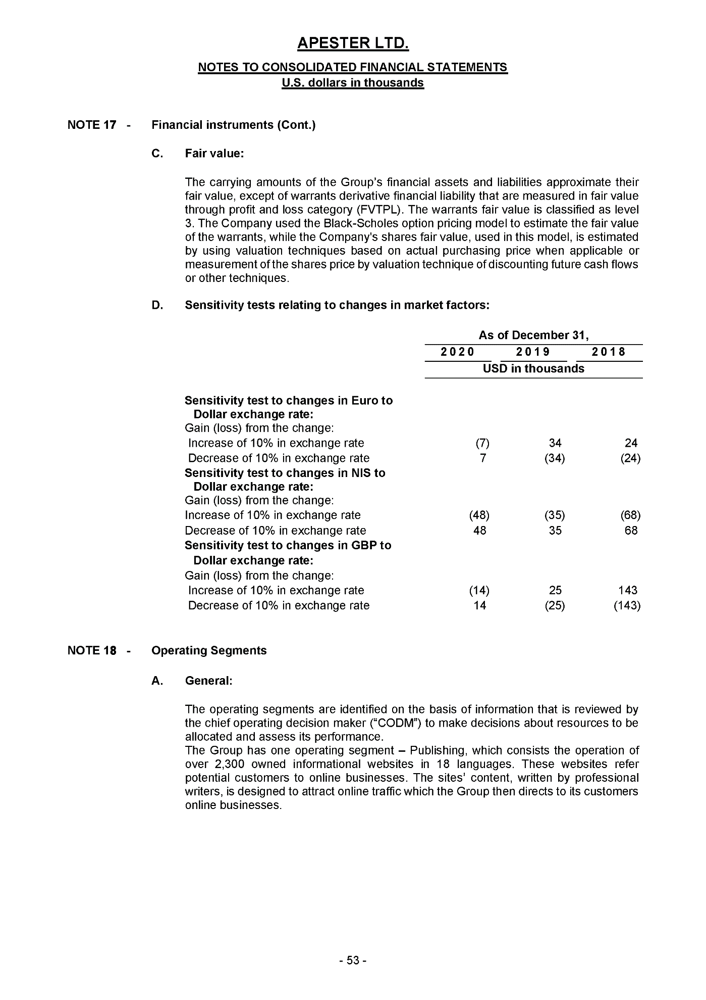 APESTER LTD.
NOTES TO CONSOLIDATED FINANCIAL STATEMENTS
U.S. dollars in thousands
NOTE 17 - Financial instruments (Cont.)
C. Fair value:
The carrying amounts of the Group's financial assets and liabilities approximate their
fair value, except of warrants derivative financial liability that are measured in fair value
through profit and loss category (FVTPL). The warrants fair value is classified as level
3. The Company used the Black-Scholes option pricing model to estimate the fair value
of the warrants, while the Company's shares fair value, used in this model, is estimated
by using valuation techniques based on actual purchasing price when applicable or
measurement of the shares price by valuation technique of discounting future cash flows
or other techniques.
D. Sensitivity tests relating to changes in market factors:
As of December 31,
2020 2019 2018
USD in thousands
Sensitivity test to changes in Euro to
Dollar exchange rate:
Gain (loss) from the change:
Increase of 10% in exchange rate (7) 34 24
Decrease of 10% in exchange rate 7 (34) (24)
Sensitivity test to changes in NIS to
Dollar exchange rate:
Gain (loss) from the change:
Increase of 10% in exchange rate (48) (35) (68)
Decrease of 10% in exchange rate 48 35 68
Sensitivity test to changes in GBP to
Dollar exchange rate:
Gain (loss) from the change:
Increase of 10% in exchange rate (14) 25 143
Decrease of 10% in exchange rate 14 (25) (143)
NOTE 18 - Operating Segments
A. General:
The operating segments are identified on the basis of information that is reviewed by
the chief operating decision maker (“CODM”) to make decisions about resources to be
allocated and assess its performance.
The Group has one operating segment – Publishing, which consists the operation of
over 2,300 owned informational websites in 18 languages. These websites refer
potential customers to online businesses. The sites' content, written by professional
writers, is designed to attract online traffic which the Group then directs to its customers
online businesses.
- 53 -